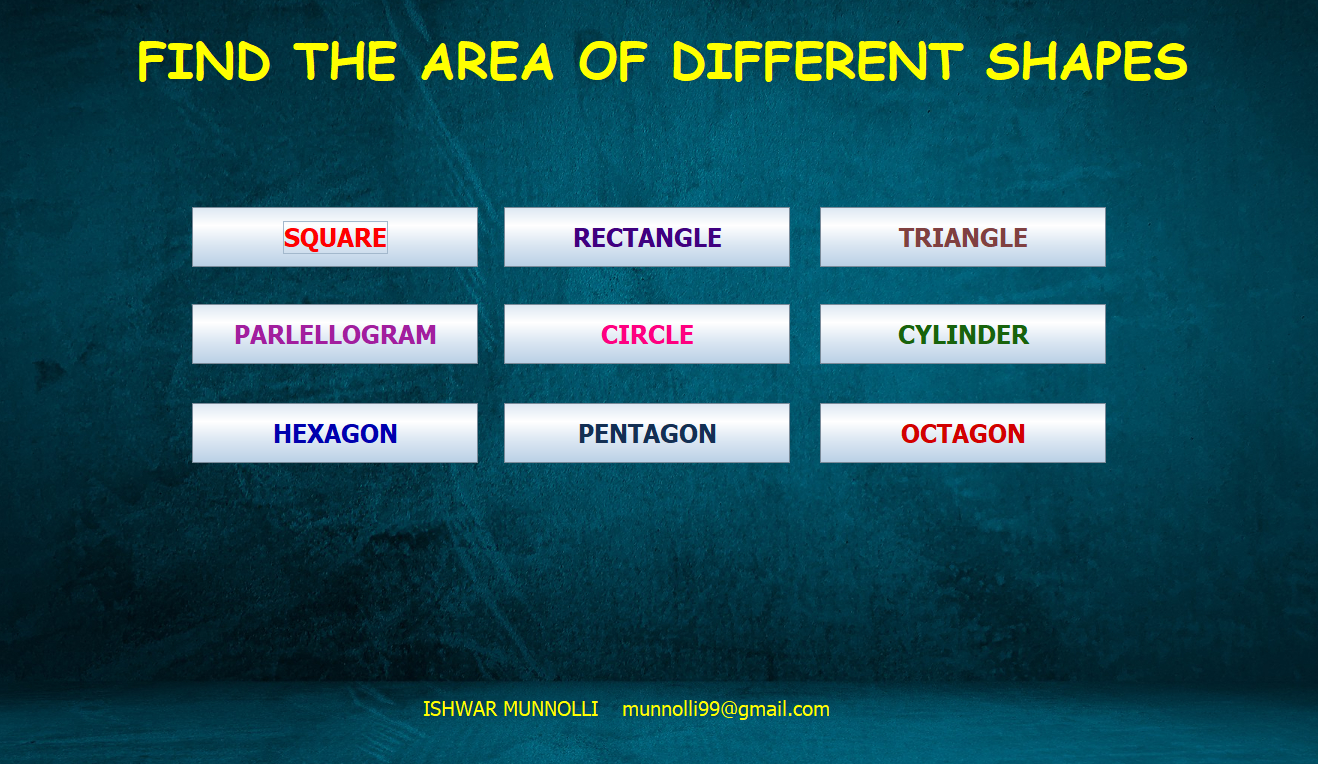 FIND THE AREA OF DIFFERENT SHAPES
SQUARE RECTANGLE TRIANGLE
PARLELLOGRAM CIRCLE CYLINDER
HEXAGON PENTAGON OCTAGON
ISHWAR MUNNOLLI munnolli99@gmail.com